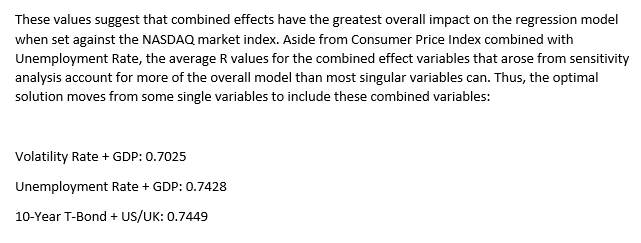 These values suggest that combined effects have the greatest overall impact on the regression model
when set against the NASDAQ market index. Aside from Consumer Price Index combined with
Unemployment Rate, the average R values for the combined effect variables that arose from sensitivity
analysis account for more of the overall model than most singular variables can. Thus, the optimal
solution moves from some single variables to include these combined variables:
Volatility Rate + GDP: 0.7025
Unemployment Rate + GDP: 0.7428
10-Year T-Bond + US/UK: 0.7449